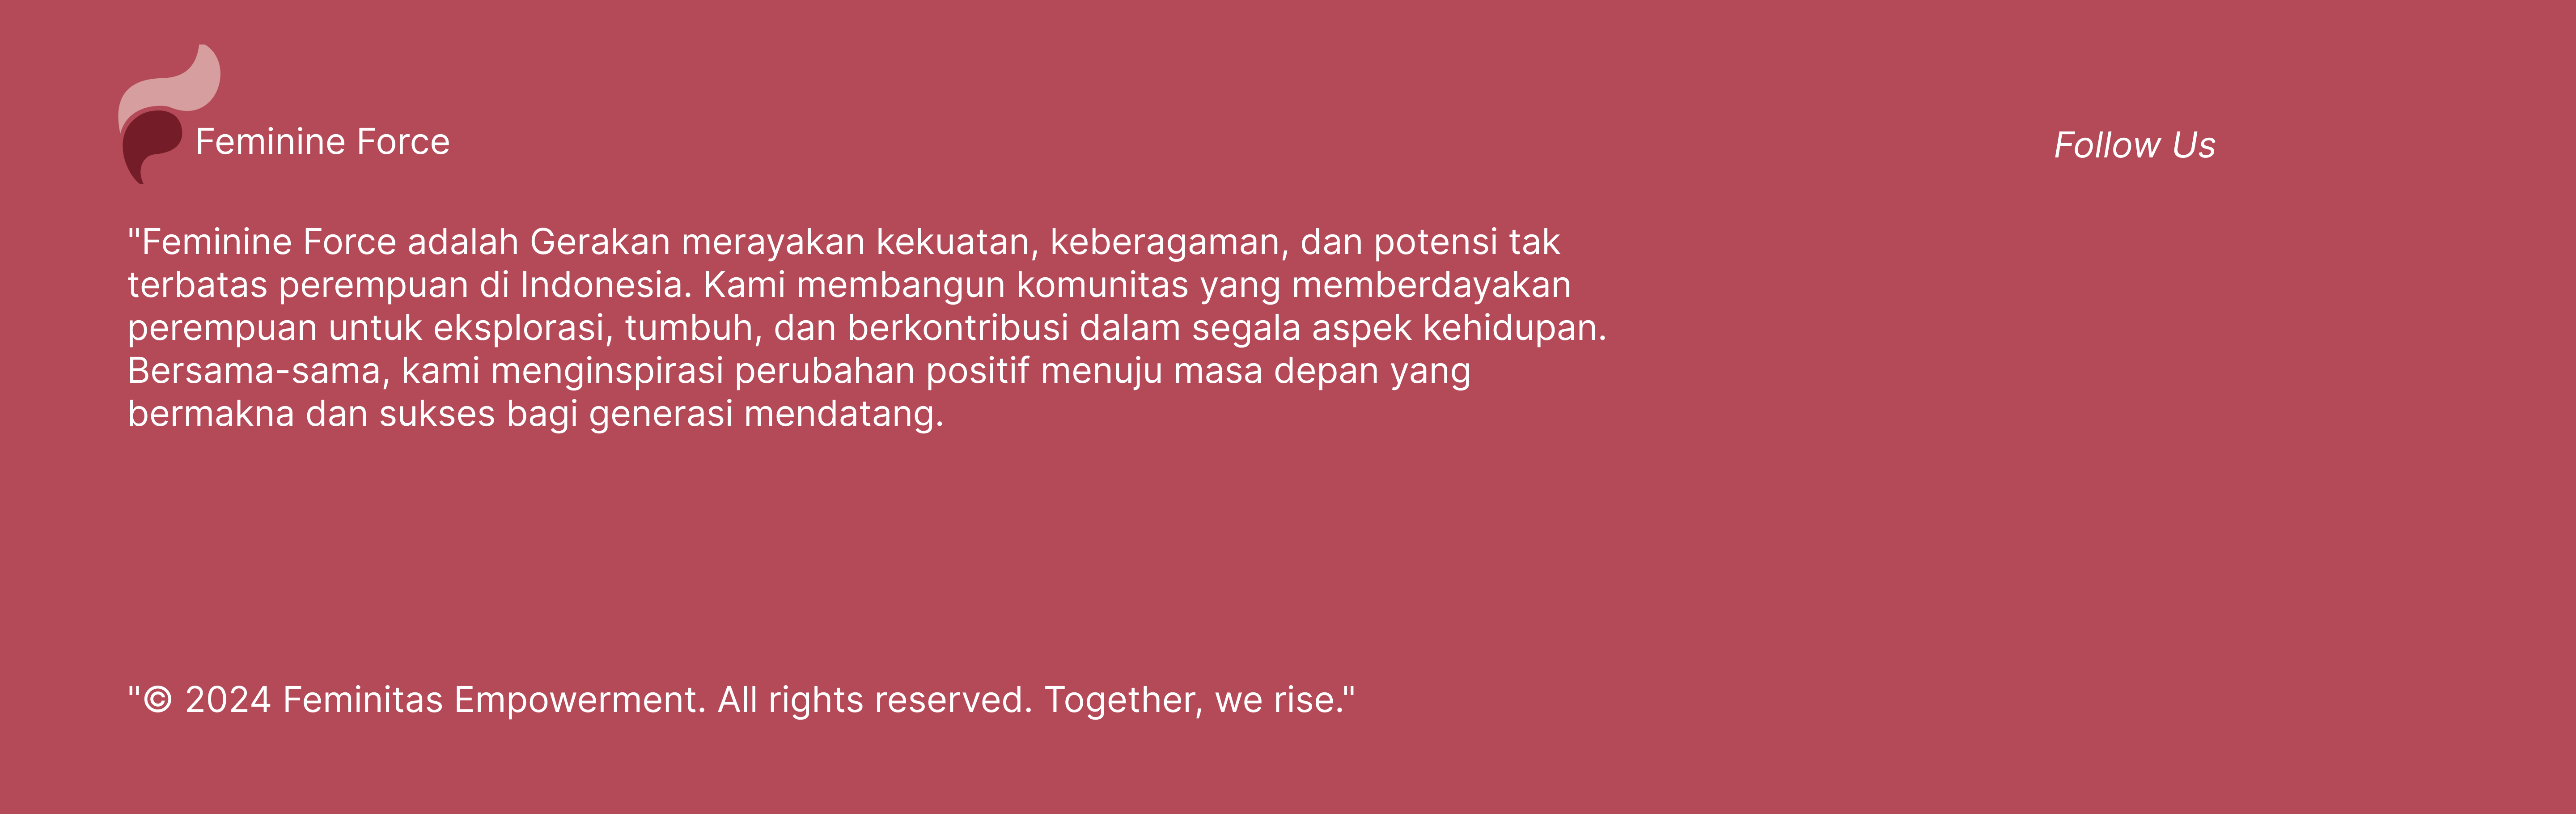 Feminine Force
Follow Us
"Feminine Force adalah Gerakan merayakan kekuatan, keberagaman, dan potensi tak
terbatas perempuan di Indonesia. Kami membangun komunitas yang memberdayakan
perempuan untuk eksplorasi, tumbuh, dan berkontribusi dalam segala aspek kehidupan.
Bersama-sama, kami menginspirasi perubahan positif menuju masa depan yang
bermakna dan sukses bagi generasi mendatang.
"© 2024 Feminitas Empowerment. All rights reserved. Together, we rise."